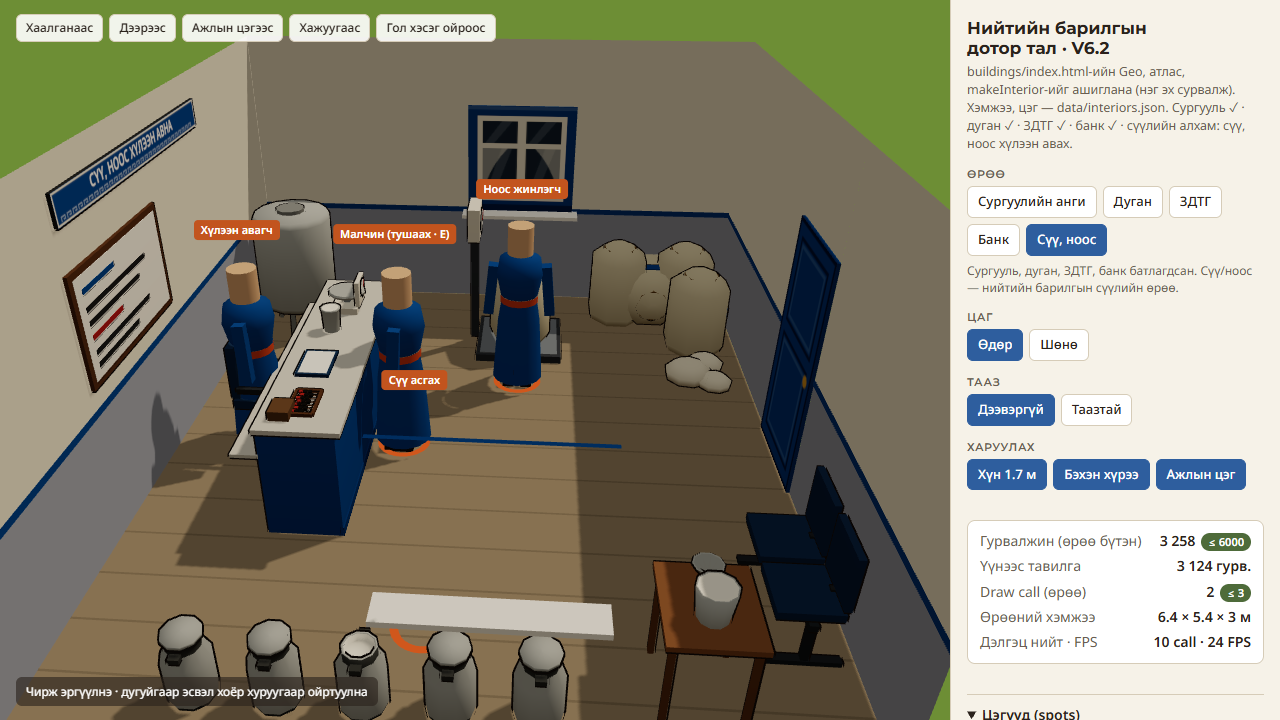 Хаалганаас
Дээрээс
Ажлын цэгээс
Хажуугаас
Гол хэсэг ойроос
СҮҮ, НООС ХҮЛЭЭН АВНА
Ноос жинлэгч
Хүлээн авагч
Малчин (тушаах · E)
Сүү асгах
Чирж эргүүлнэ · дугуйгаар эсвэл хоёр хуруугаар ойртуулна
Нийтийн барилгын
дотор тал · V6.2
buildings/index.html-ийн Geo, атлас,
makeInterior-ийг ашиглана (нэг эх сурвалж).
Хэмжээ, цэг — data/interiors.json. Сургууль ✓ ·
дуган ✓ · ЗДТГ ✓ · банк ✓ · сүүлийн алхам: сүү,
ноос хүлээн авах.
ӨРӨӨ
Сургуулийн анги
Дуган
ЗДТГ
Банк
Сүү, ноос
Сургууль, дуган, ЗДТГ, банк батлагдсан. Сүү/ноос
— нийтийн барилгын сүүлийн өрөө.
ЦАГ
Өдөр
Шөнө
ТААЗ
Дээвэргүй
Таазтай
ХАРУУЛАХ
Хүн 1.7 м
Бэхэн хүрээ
Ажлын цэг
Гурвалжин (өрөө бүтэн) 3 258 ≤ 6000
Үүнээс тавилга 3 124 гурв.
Draw call (өрөө) 2 ≤ 3
Өрөөний хэмжээ 6.4 × 5.4 × 3 м
Дэлгэц нийт · FPS 10 call · 24 FPS
▼ Цэгүүд (spots)